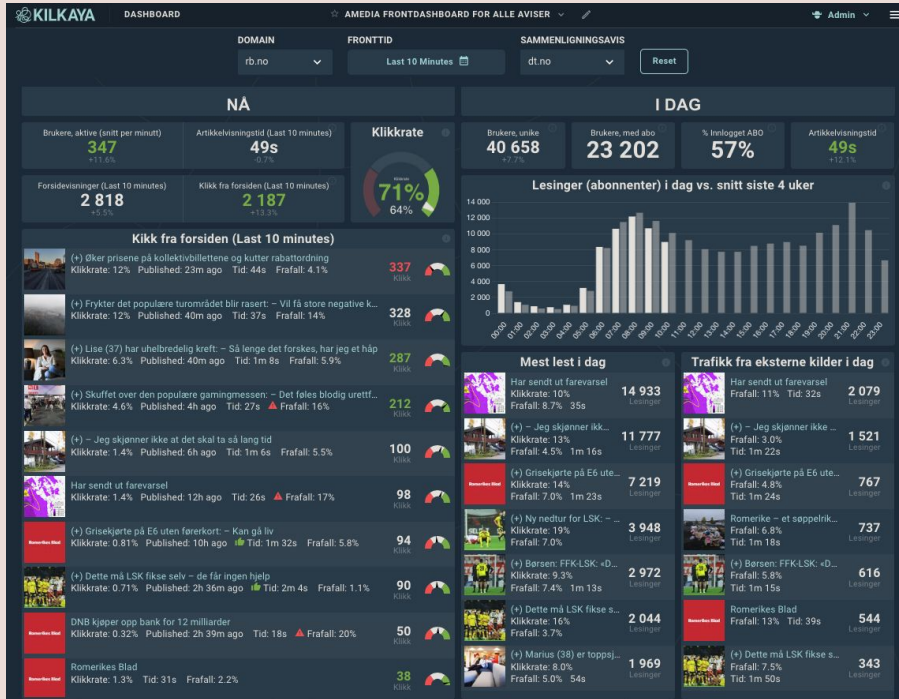 KILKAYA
DASHBOARD
AMEDIA FRONTDASHBOARD FOR ALLE AVISER
Admin
DOMAIN
FRONTTID
SAMMENLIGNINGSAVIS
rb.no
Last 10 Minutes
dt.no
Reset
NÅ
Brukere, aktive (snitt per minutt)
347
+11.6%
Artikkelvisningstid (Last 10 minutes)
49s
-0.7%
Klikkrate
71%
64%
Forsidevisninger (Last 10 minutes)
2 818
+5.5%
Klikk fra forsiden (Last 10 minutes)
2 187
+13.3%
Kikk fra forsiden (Last 10 minutes)
(+) Øker prisene på kollektivbillettene og kutter rabattordning
Klikkrate: 12% Published: 23m ago Tid: 44s Frafall: 4.1%
337
Klikk
(+) Frykter det populære turområdet blir rasert: – Vil få store negative k...
Klikkrate: 12% Published: 40m ago Tid: 37s Frafall: 14%
328
Klikk
(+) Lise (37) har uhelbredelig kreft: – Så lenge det forskes, har jeg et håp
Klikkrate: 6.3% Published: 40m ago Tid: 1m 8s Frafall: 5.9%
287
Klikk
(+) Skuffet over den populære gamingmessen: – Det føles blodig urettf...
Klikkrate: 4.6% Published: 4h ago Tid: 27s Frafall: 16%
212
Klikk
(+) – Jeg skjønner ikke at det skal ta så lang tid
Klikkrate: 1.4% Published: 6h ago Tid: 1m 6s Frafall: 5.5%
100
Klikk
Har sendt ut farevarsel
Klikkrate: 1.4% Published: 12h ago Tid: 26s Frafall: 17%
98
Klikk
(+) Grisekjørte på E6 uten førerkort: – Kan gå liv
Klikkrate: 0.81% Published: 10h ago Tid: 1m 32s Frafall: 5.8%
94
Klikk
(+) Dette må LSK fikse selv – de får ingen hjelp
Klikkrate: 0.71% Published: 2h 36m ago Tid: 2m 4s Frafall: 1.1%
90
Klikk
DNB kjøper opp bank for 12 milliarder
Klikkrate: 0.32% Published: 2h 39m ago Tid: 18s Frafall: 20%
50
Klikk
Romerikes Blad
Klikkrate: 1.3% Tid: 31s Frafall: 2.2%
38
Klikk
I DAG
Brukere, unike
40 658
+7.7%
Brukere, med abo
23 202
% Innlogget ABO
57%
Artikkelvisningstid
49s
+12.1%
Lesinger (abonnenter) i dag vs. snitt siste 4 uker
14 000
12 000
10 000
8 000
6 000
4 000
2 000
0
00:00 01:00 02:00 03:00 04:00 05:00 06:00 07:00 08:00 09:00 10:00 11:00 12:00 13:00 14:00 15:00 16:00 17:00 18:00 19:00 20:00 21:00 22:00 23:00
Mest lest i dag
Har sendt ut farevarsel
Klikkrate: 10%
Frafall: 8.7% 35s
14 933
Lesinger
(+) – Jeg skjønner ikk...
Klikkrate: 13%
Frafall: 4.5% 1m 16s
11 777
Lesinger
(+) Grisekjørte på E6 ute...
Klikkrate: 14%
Frafall: 7.0% 1m 23s
7 219
Lesinger
(+) Ny nedtur for LSK: – ...
Klikkrate: 19%
Frafall: 7.0%
3 948
Lesinger
(+) Børsen: FFK-LSK: «D...
Klikkrate: 9.3%
Frafall: 7.4% 1m 13s
2 972
Lesinger
(+) Dette må LSK fikse s...
Klikkrate: 16%
Frafall: 3.7%
2 044
Lesinger
(+) Marius (38) er toppsj...
Klikkrate: 8.0%
Frafall: 5.0% 54s
1 969
Lesinger
Trafikk fra eksterne kilder i dag
Har sendt ut farevarsel
Frafall: 11% Tid: 32s
2 079
Lesinger
(+) – Jeg skjønner ikke ...
Frafall: 3.0%
Tid: 1m 22s
1 521
Lesinger
(+) Grisekjørte på E6 ute...
Frafall: 4.8%
Tid: 1m 24s
767
Lesinger
Romerike – et søppelrik...
Frafall: 6.8%
Tid: 1m 18s
737
Lesinger
(+) Børsen: FFK-LSK: «D...
Frafall: 5.8%
Tid: 1m 15s
616
Lesinger
Romerikes Blad
Frafall: 13% Tid: 39s
544
Lesinger
(+) Dette må LSK fikse s...
Frafall: 7.5%
Tid: 1m 50s
343
Lesinger